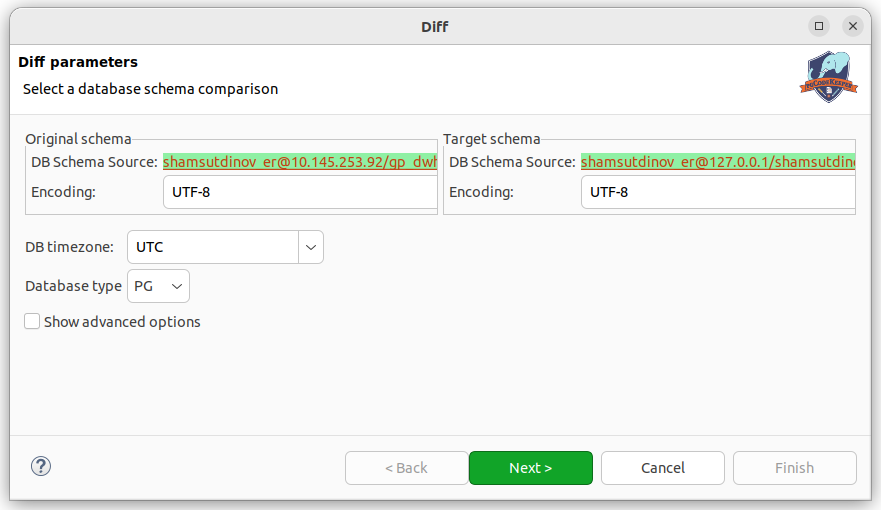 Diff
Diff parameters
Select a database schema comparison
PGCODEKEEPER
Original schema
DB Schema Source: shamsutdinov_er@10.145.253.92/gp_dwh
Encoding: UTF-8
Target schema
DB Schema Source: shamsutdinov_er@127.0.0.1/shamsutdino
Encoding: UTF-8
DB timezone: UTC
Database type PG
Show advanced options
< Back Next > Cancel Finish